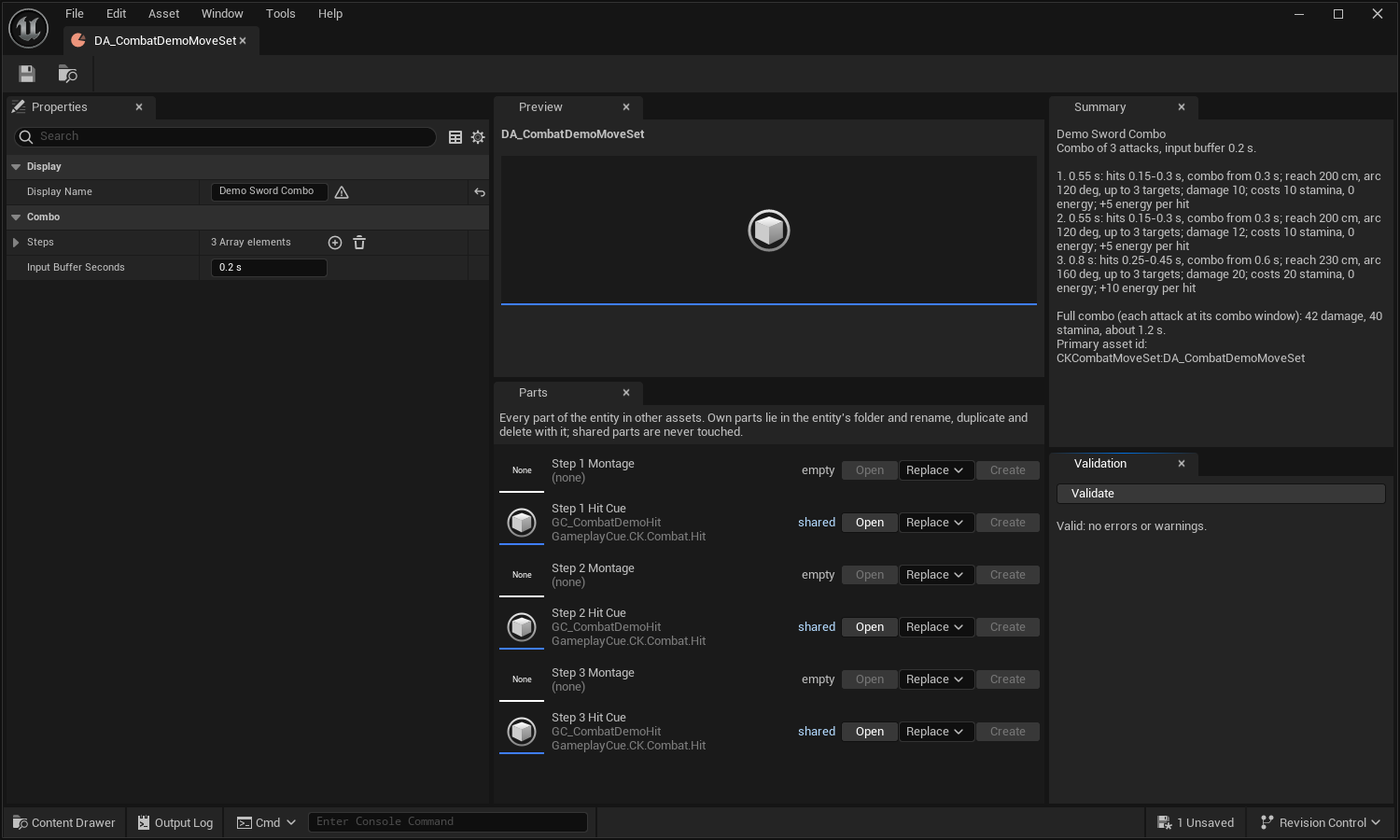 File Edit Asset Window Tools Help
DA_CombatDemoMoveSet
Properties
Search
Display
Display Name Demo Sword Combo
Combo
Steps 3 Array elements
Input Buffer Seconds 0.2 s
Preview
DA_CombatDemoMoveSet
Parts
Every part of the entity in other assets. Own parts lie in the entity's folder and rename, duplicate and
delete with it; shared parts are never touched.
None Step 1 Montage empty Open Replace Create
(none)
Step 1 Hit Cue
GC_CombatDemoHit shared Open Replace Create
GameplayCue.CK.Combat.Hit
None Step 2 Montage empty Open Replace Create
(none)
Step 2 Hit Cue
GC_CombatDemoHit shared Open Replace Create
GameplayCue.CK.Combat.Hit
None Step 3 Montage empty Open Replace Create
(none)
Step 3 Hit Cue
GC_CombatDemoHit shared Open Replace Create
GameplayCue.CK.Combat.Hit
Summary
Demo Sword Combo
Combo of 3 attacks, input buffer 0.2 s.
1. 0.55 s: hits 0.15-0.3 s, combo from 0.3 s; reach 200 cm, arc
120 deg, up to 3 targets; damage 10; costs 10 stamina, 0
energy; +5 energy per hit
2. 0.55 s: hits 0.15-0.3 s, combo from 0.3 s; reach 200 cm, arc
120 deg, up to 3 targets; damage 12; costs 10 stamina, 0
energy; +5 energy per hit
3. 0.8 s: hits 0.25-0.45 s, combo from 0.6 s; reach 230 cm, arc
160 deg, up to 3 targets; damage 20; costs 20 stamina, 0
energy; +10 energy per hit
Full combo (each attack at its combo window): 42 damage, 40
stamina, about 1.2 s.
Primary asset id:
CKCombatMoveSet:DA_CombatDemoMoveSet
Validation
Validate
Valid: no errors or warnings.
Content Drawer Output Log Cmd Enter Console Command 1 Unsaved Revision Control